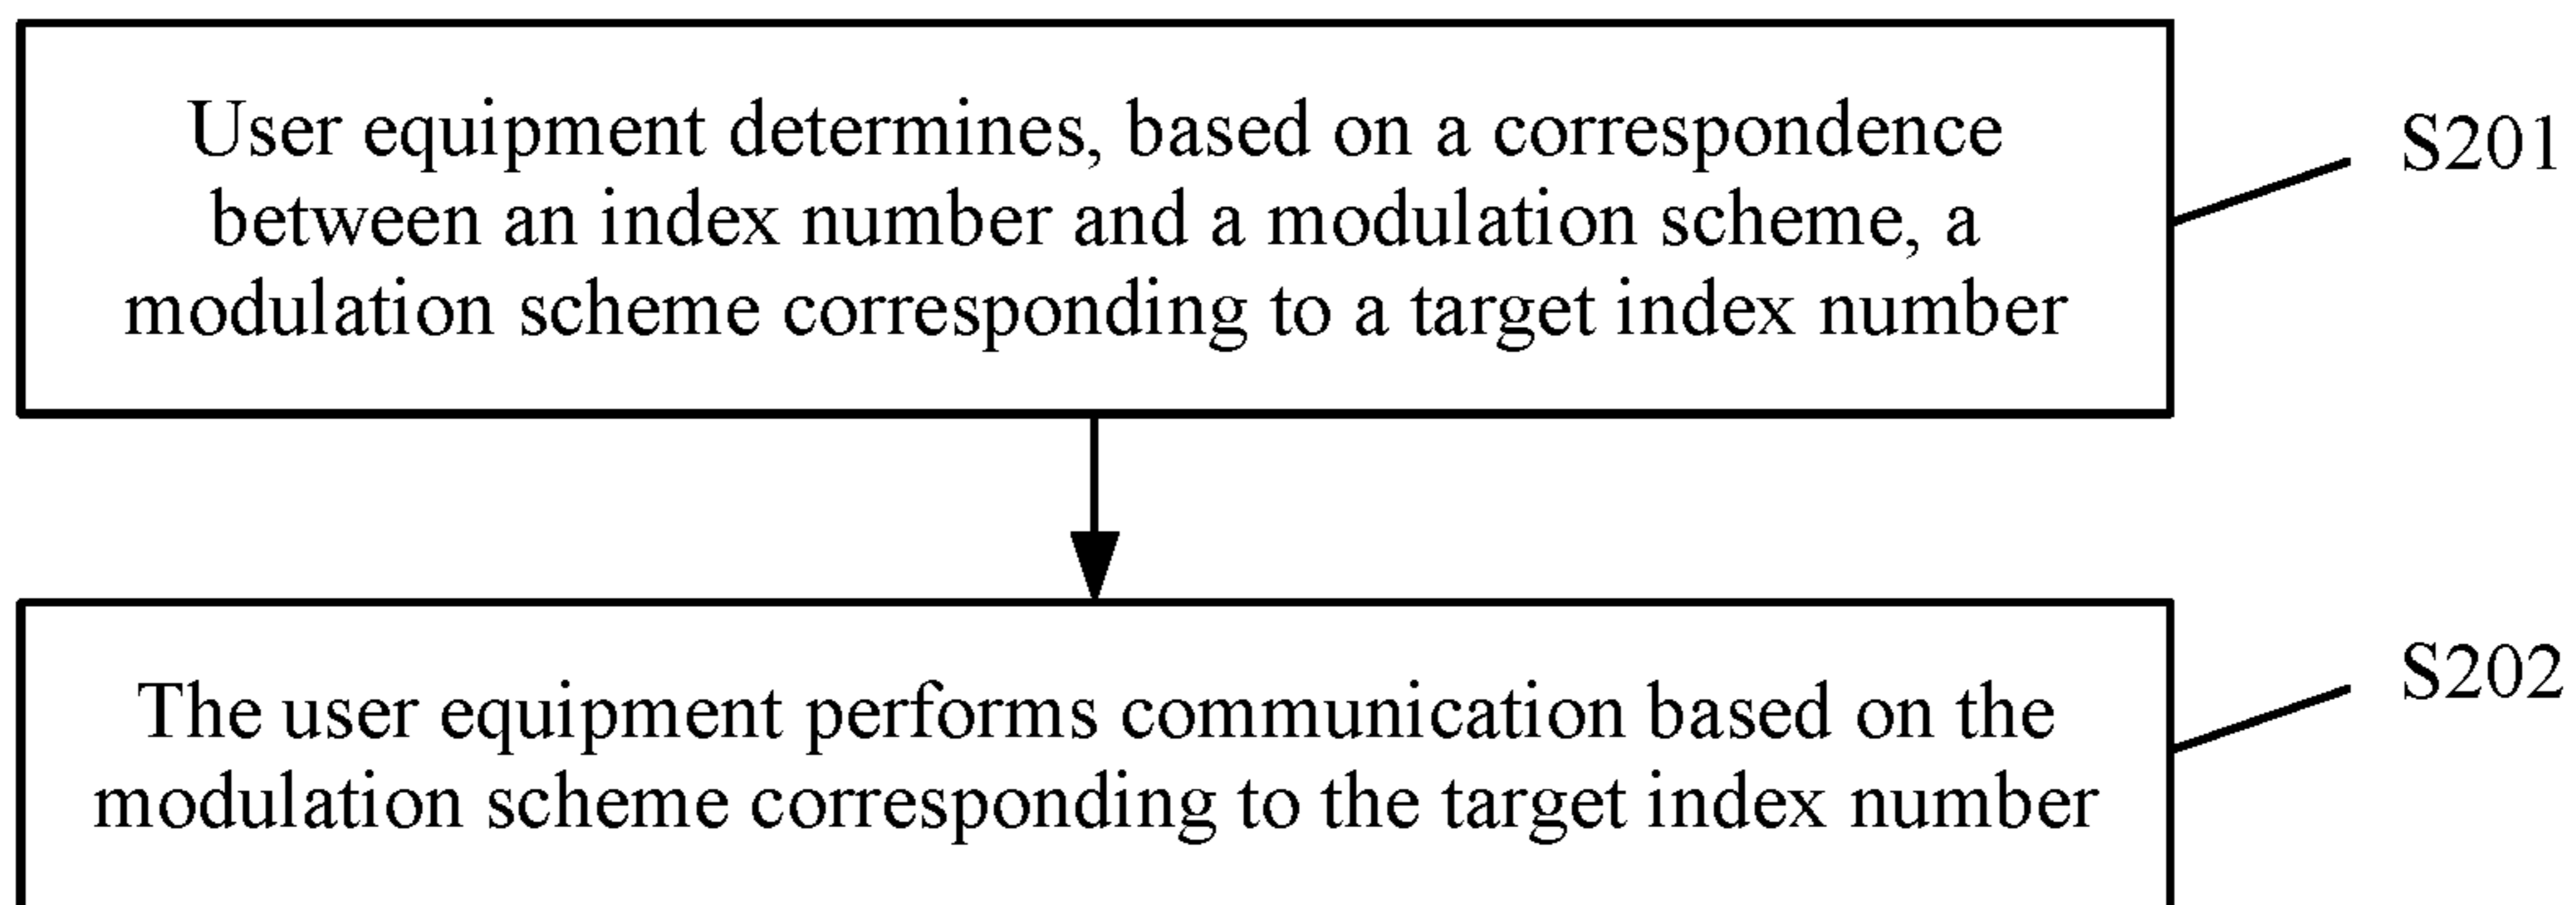 User equipment determines, based on a correspondence
between an index number and a modulation scheme, a
modulation scheme corresponding to a target index number
S201
The user equipment performs communication based on the
modulation scheme corresponding to the target index number
S202